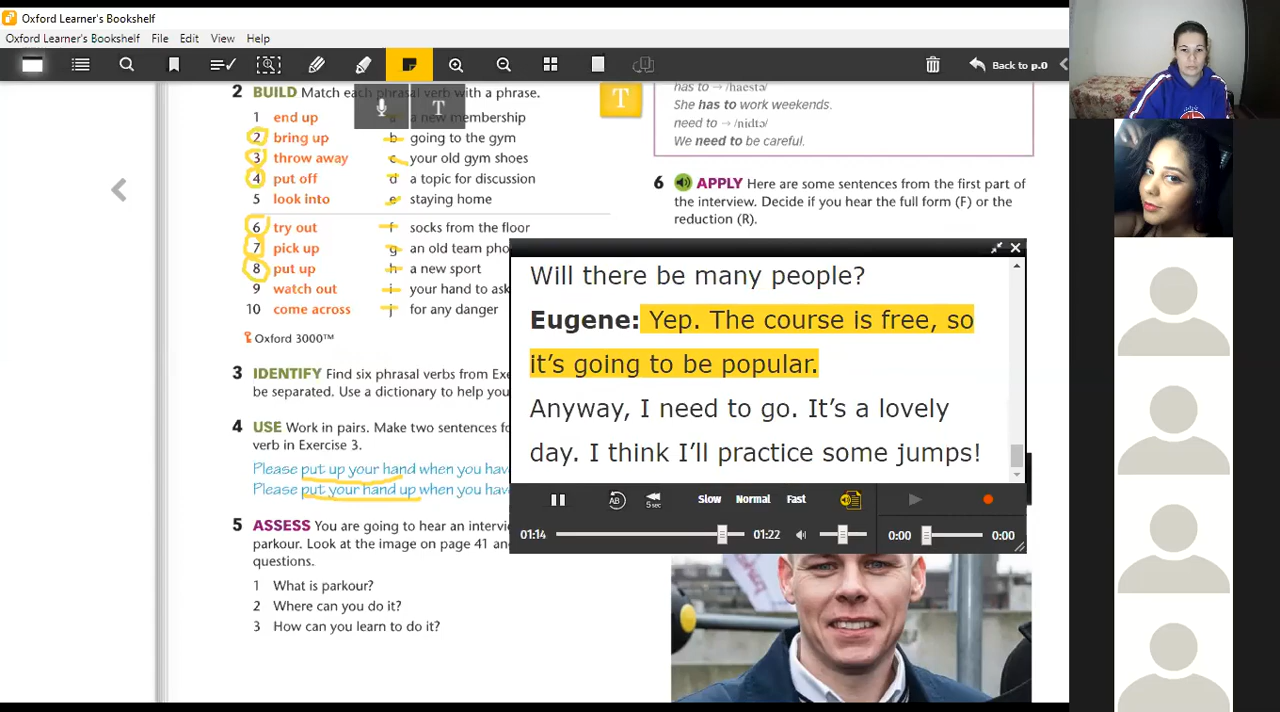 Oxford Learner's Bookshelf
Oxford Learner's Bookshelf File Edit View Help
Back to p.0
2 BUILD Match each phrasal verb with a phrase.
1 end up a a new membership
2 bring up b going to the gym
3 throw away c your old gym shoes
4 put off d a topic for discussion
5 look into e staying home
6 try out f socks from the floor
7 pick up g an old team pho
8 put up h a new sport
9 watch out i your hand to ask
10 come across j for any danger
Oxford 3000™
3 IDENTIFY Find six phrasal verbs from Exe
be separated. Use a dictionary to help you
4 USE Work in pairs. Make two sentences fo
verb in Exercise 3.
Please put up your hand when you have
Please put your hand up when you have
5 ASSESS You are going to hear an intervie
parkour. Look at the image on page 41 an
questions.
1 What is parkour?
2 Where can you do it?
3 How can you learn to do it?
T
T
has to → /hæstə/
She has to work weekends.
need to → /nidtə/
We need to be careful.
6 APPLY Here are some sentences from the first part of
the interview. Decide if you hear the full form (F) or the
reduction (R).
Will there be many people?
Eugene: Yep. The course is free, so
it's going to be popular.
Anyway, I need to go. It's a lovely
day. I think I'll practice some jumps!
AB 5sec Slow Normal Fast
01:14 01:22 0:00 0:00